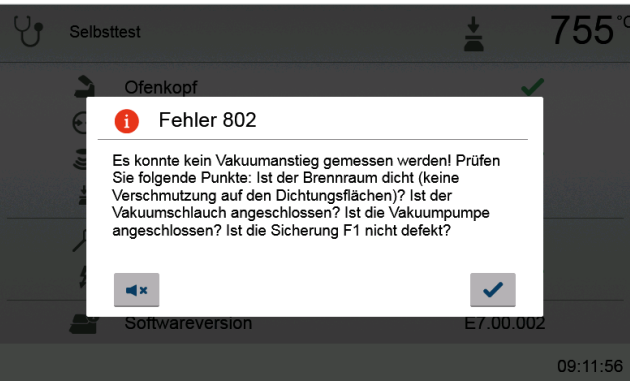 Selbsttest
755°C
Ofenkopf
Fehler 802
Es konnte kein Vakuumanstieg gemessen werden! Prüfen
Sie folgende Punkte: Ist der Brennraum dicht (keine
Verschmutzung auf den Dichtungsflächen)? Ist der
Vakuumschlauch angeschlossen? Ist die Vakuumpumpe
angeschlossen? Ist die Sicherung F1 nicht defekt?
Softwareversion
E7.00.002
09:11:56